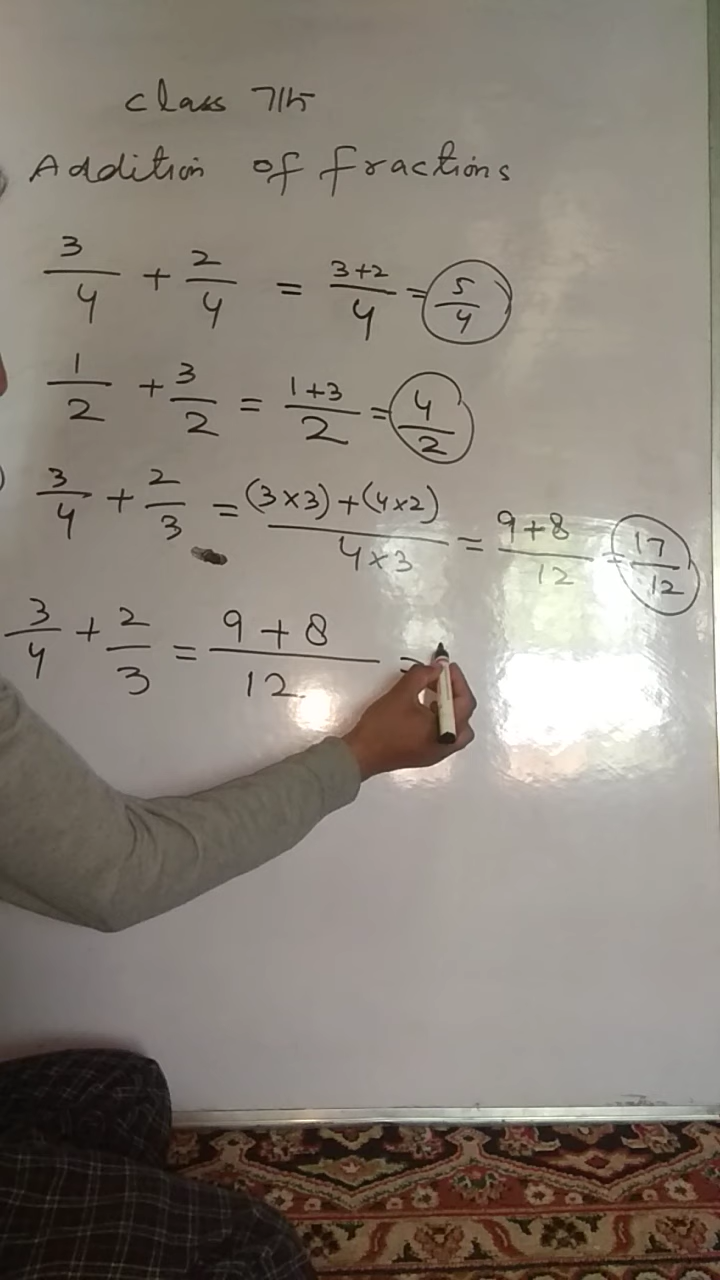 class 7th
Addition of fractions
3/4 + 2/4 = 3+2/4 = 5/4
1/2 + 3/2 = 1+3/2 = 4/2
3/4 + 2/3 = (3×3)+(4×2)/4×3 = 9+8/12 = 17/12
3/4 + 2/3 = 9+8/12 =